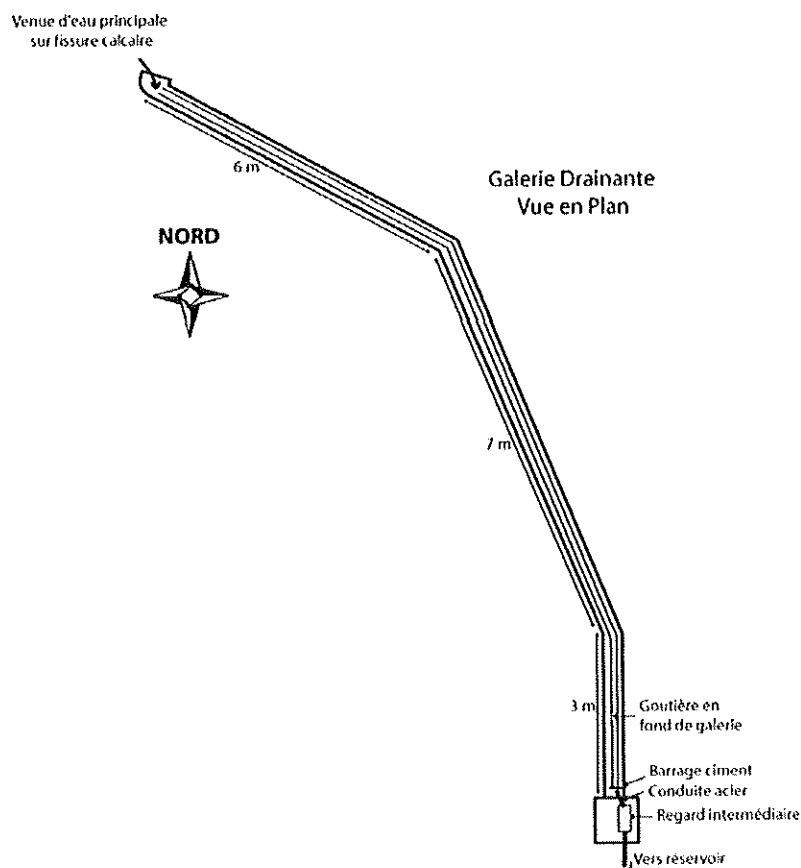 Venue d'eau principale
sur fissure calcaire
6 m
Galerie Drainante
Vue en Plan
NORD
7 m
3 m
Goutière en
fond de galerie
Barrage ciment
Conduite acier
Regard intermédiaire
Vers réservoir